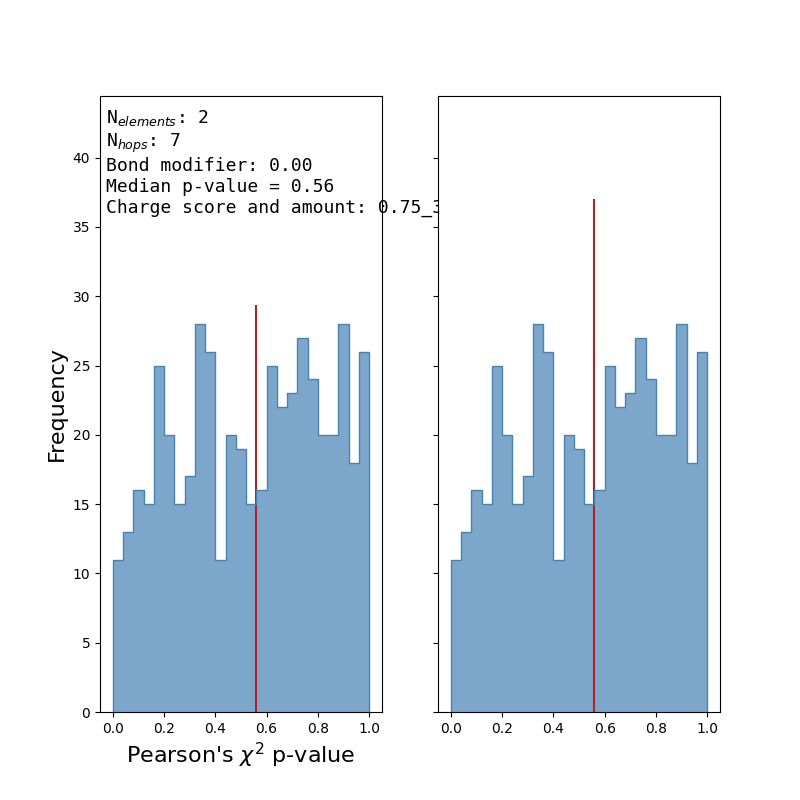 N_elements: 2
N_hops: 7
Bond modifier: 0.00
Median p-value = 0.56
Charge score and amount: 0.75_3
40
35
30
25
20
15
10
5
0
Frequency
0.0 0.2 0.4 0.6 0.8 1.0
0.0 0.2 0.4 0.6 0.8 1.0
Pearson's χ² p-value